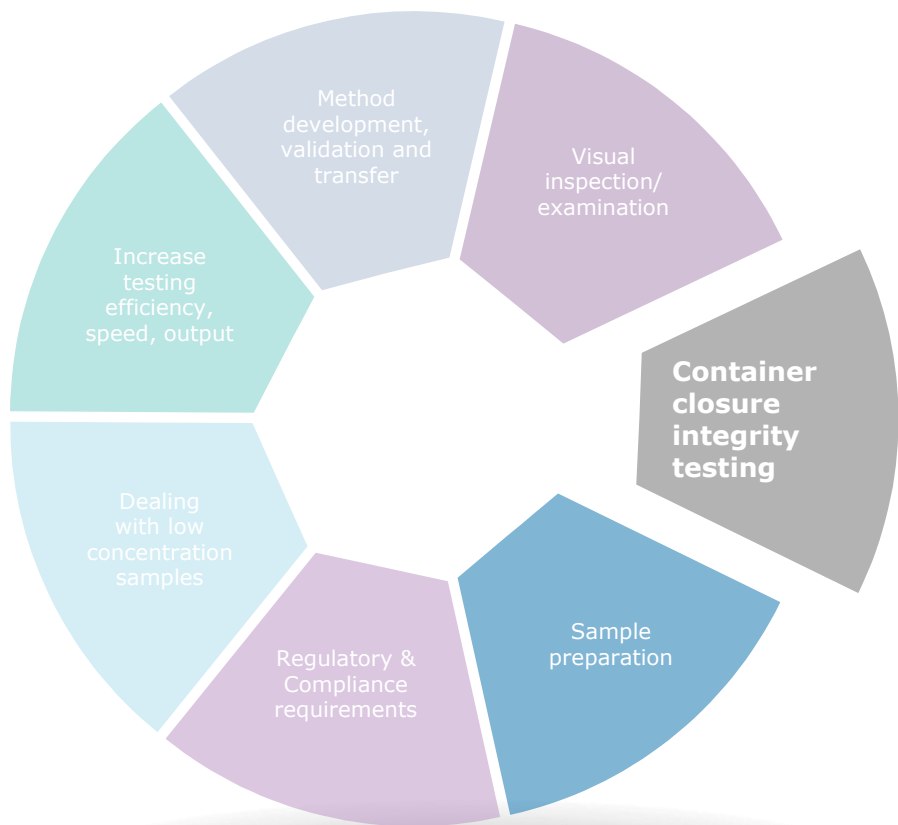 Method
development,
validation and
transfer
Visual
inspection/
examination
Container
closure
integrity
testing
Sample
preparation
Regulatory &
Compliance
requirements
Dealing
with low
concentration
samples
Increase
testing
efficiency,
speed, output